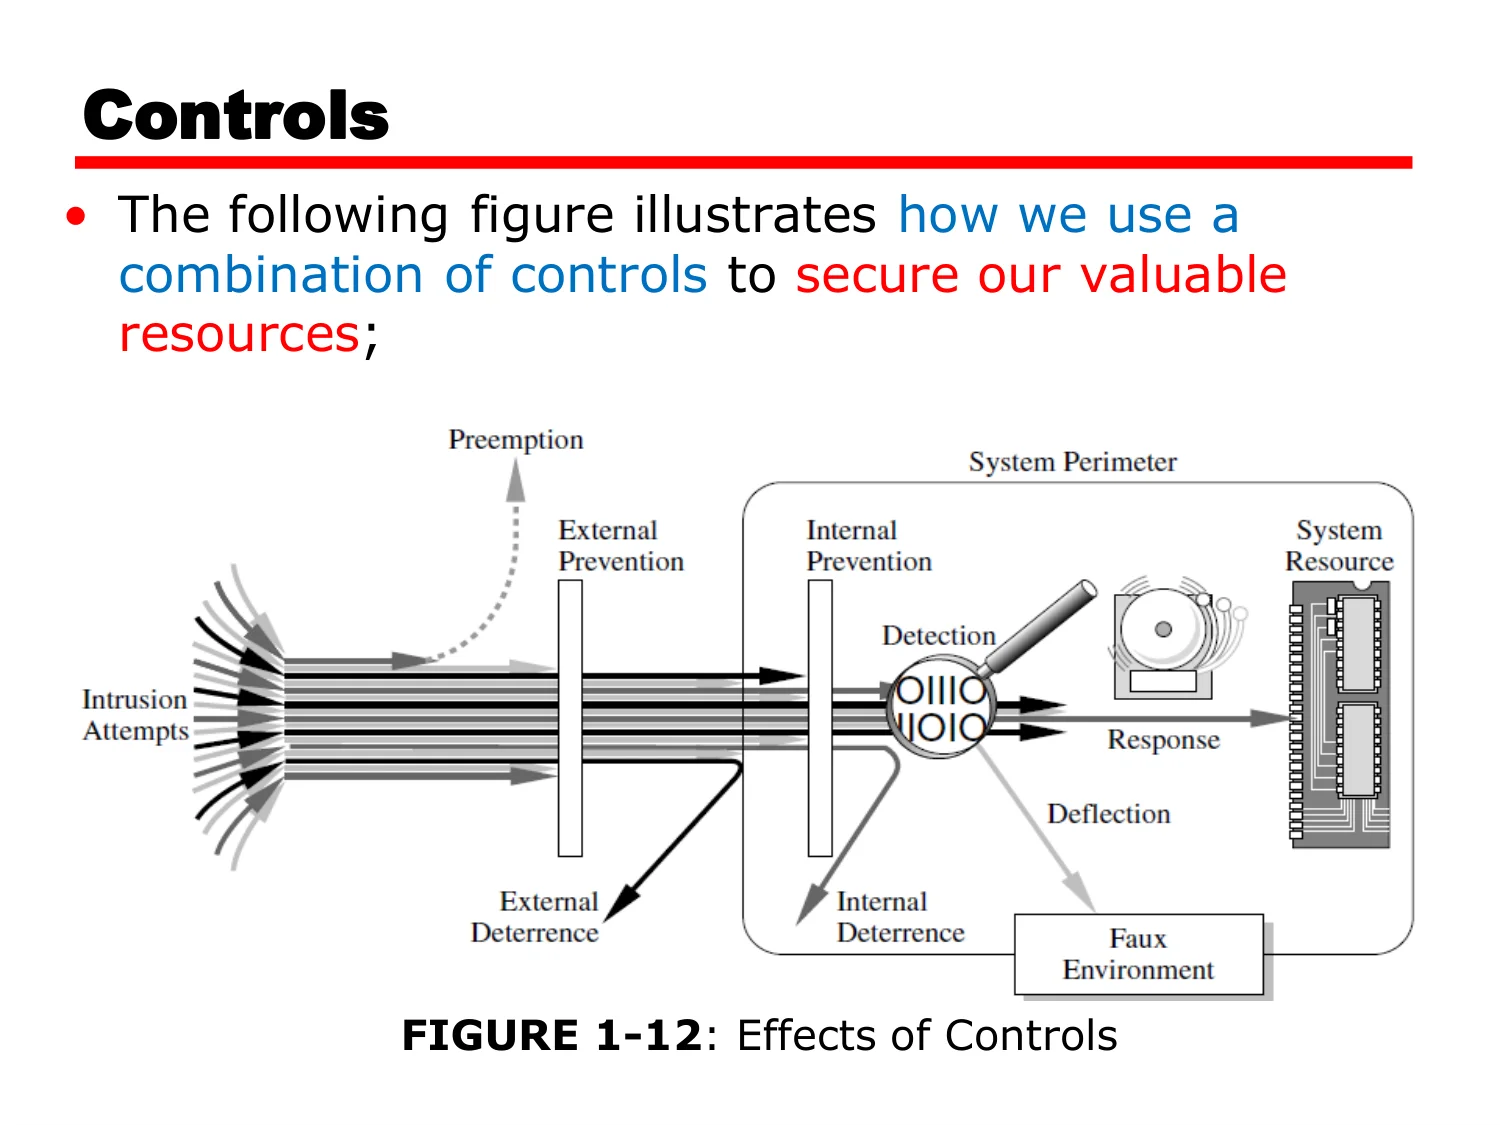 Controls
• The following figure illustrates how we use a
combination of controls to secure our valuable
resources;
Preemption
System Perimeter
External
Prevention
Internal
Prevention
System
Resource
Detection
OIIIO
IIOIO
Intrusion
Attempts
Response
Deflection
External
Deterrence
Internal
Deterrence
Faux
Environment
FIGURE 1-12: Effects of Controls